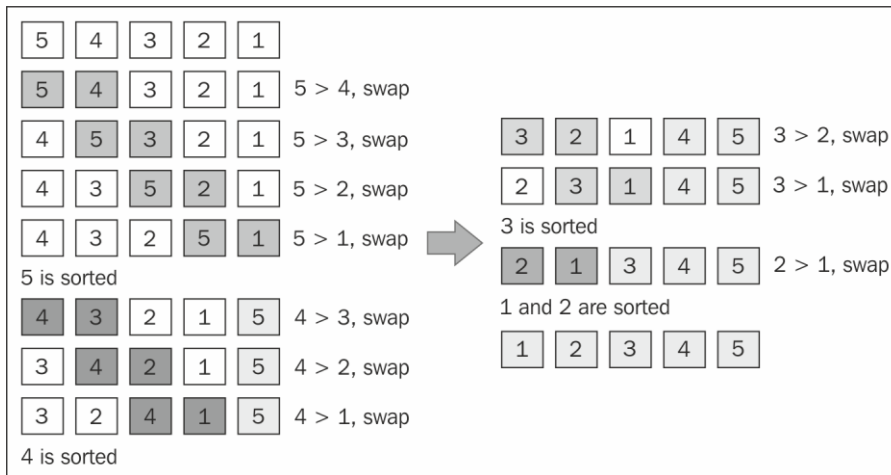 5 4 3 2 1
5 4 3 2 1 5 > 4, swap
4 5 3 2 1 5 > 3, swap
4 3 5 2 1 5 > 2, swap
4 3 2 5 1 5 > 1, swap
5 is sorted
4 3 2 1 5 4 > 3, swap
3 4 2 1 5 4 > 2, swap
3 2 4 1 5 4 > 1, swap
4 is sorted
3 2 1 4 5 3 > 2, swap
2 3 1 4 5 3 > 1, swap
3 is sorted
2 1 3 4 5 2 > 1, swap
1 and 2 are sorted
1 2 3 4 5